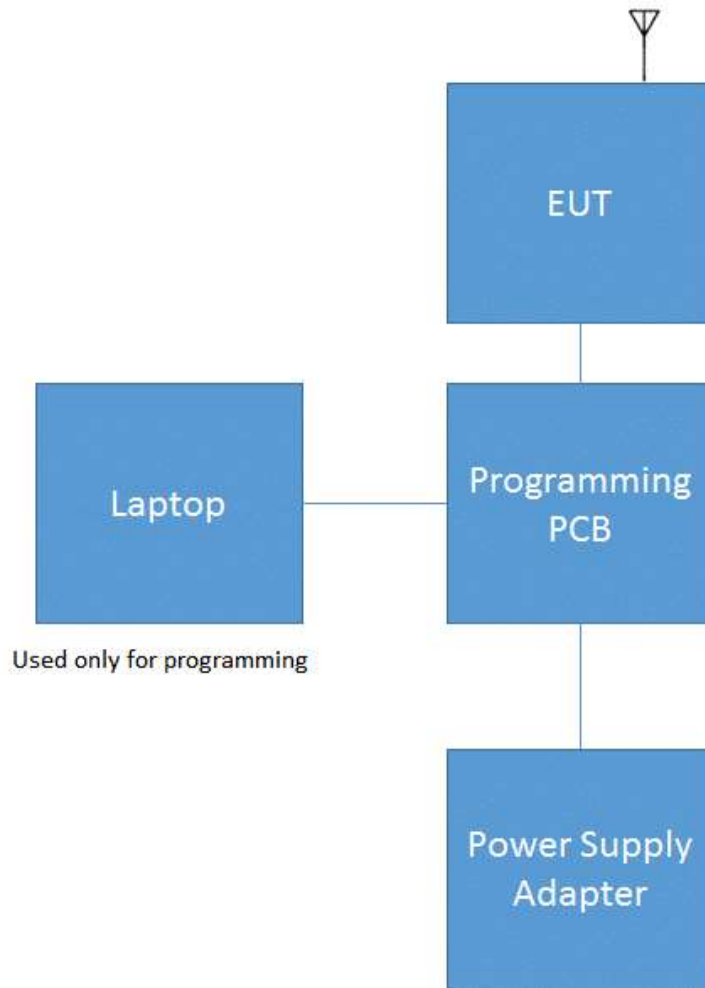 EUT
Laptop
Programming
PCB
Used only for programming
Power Supply
Adapter